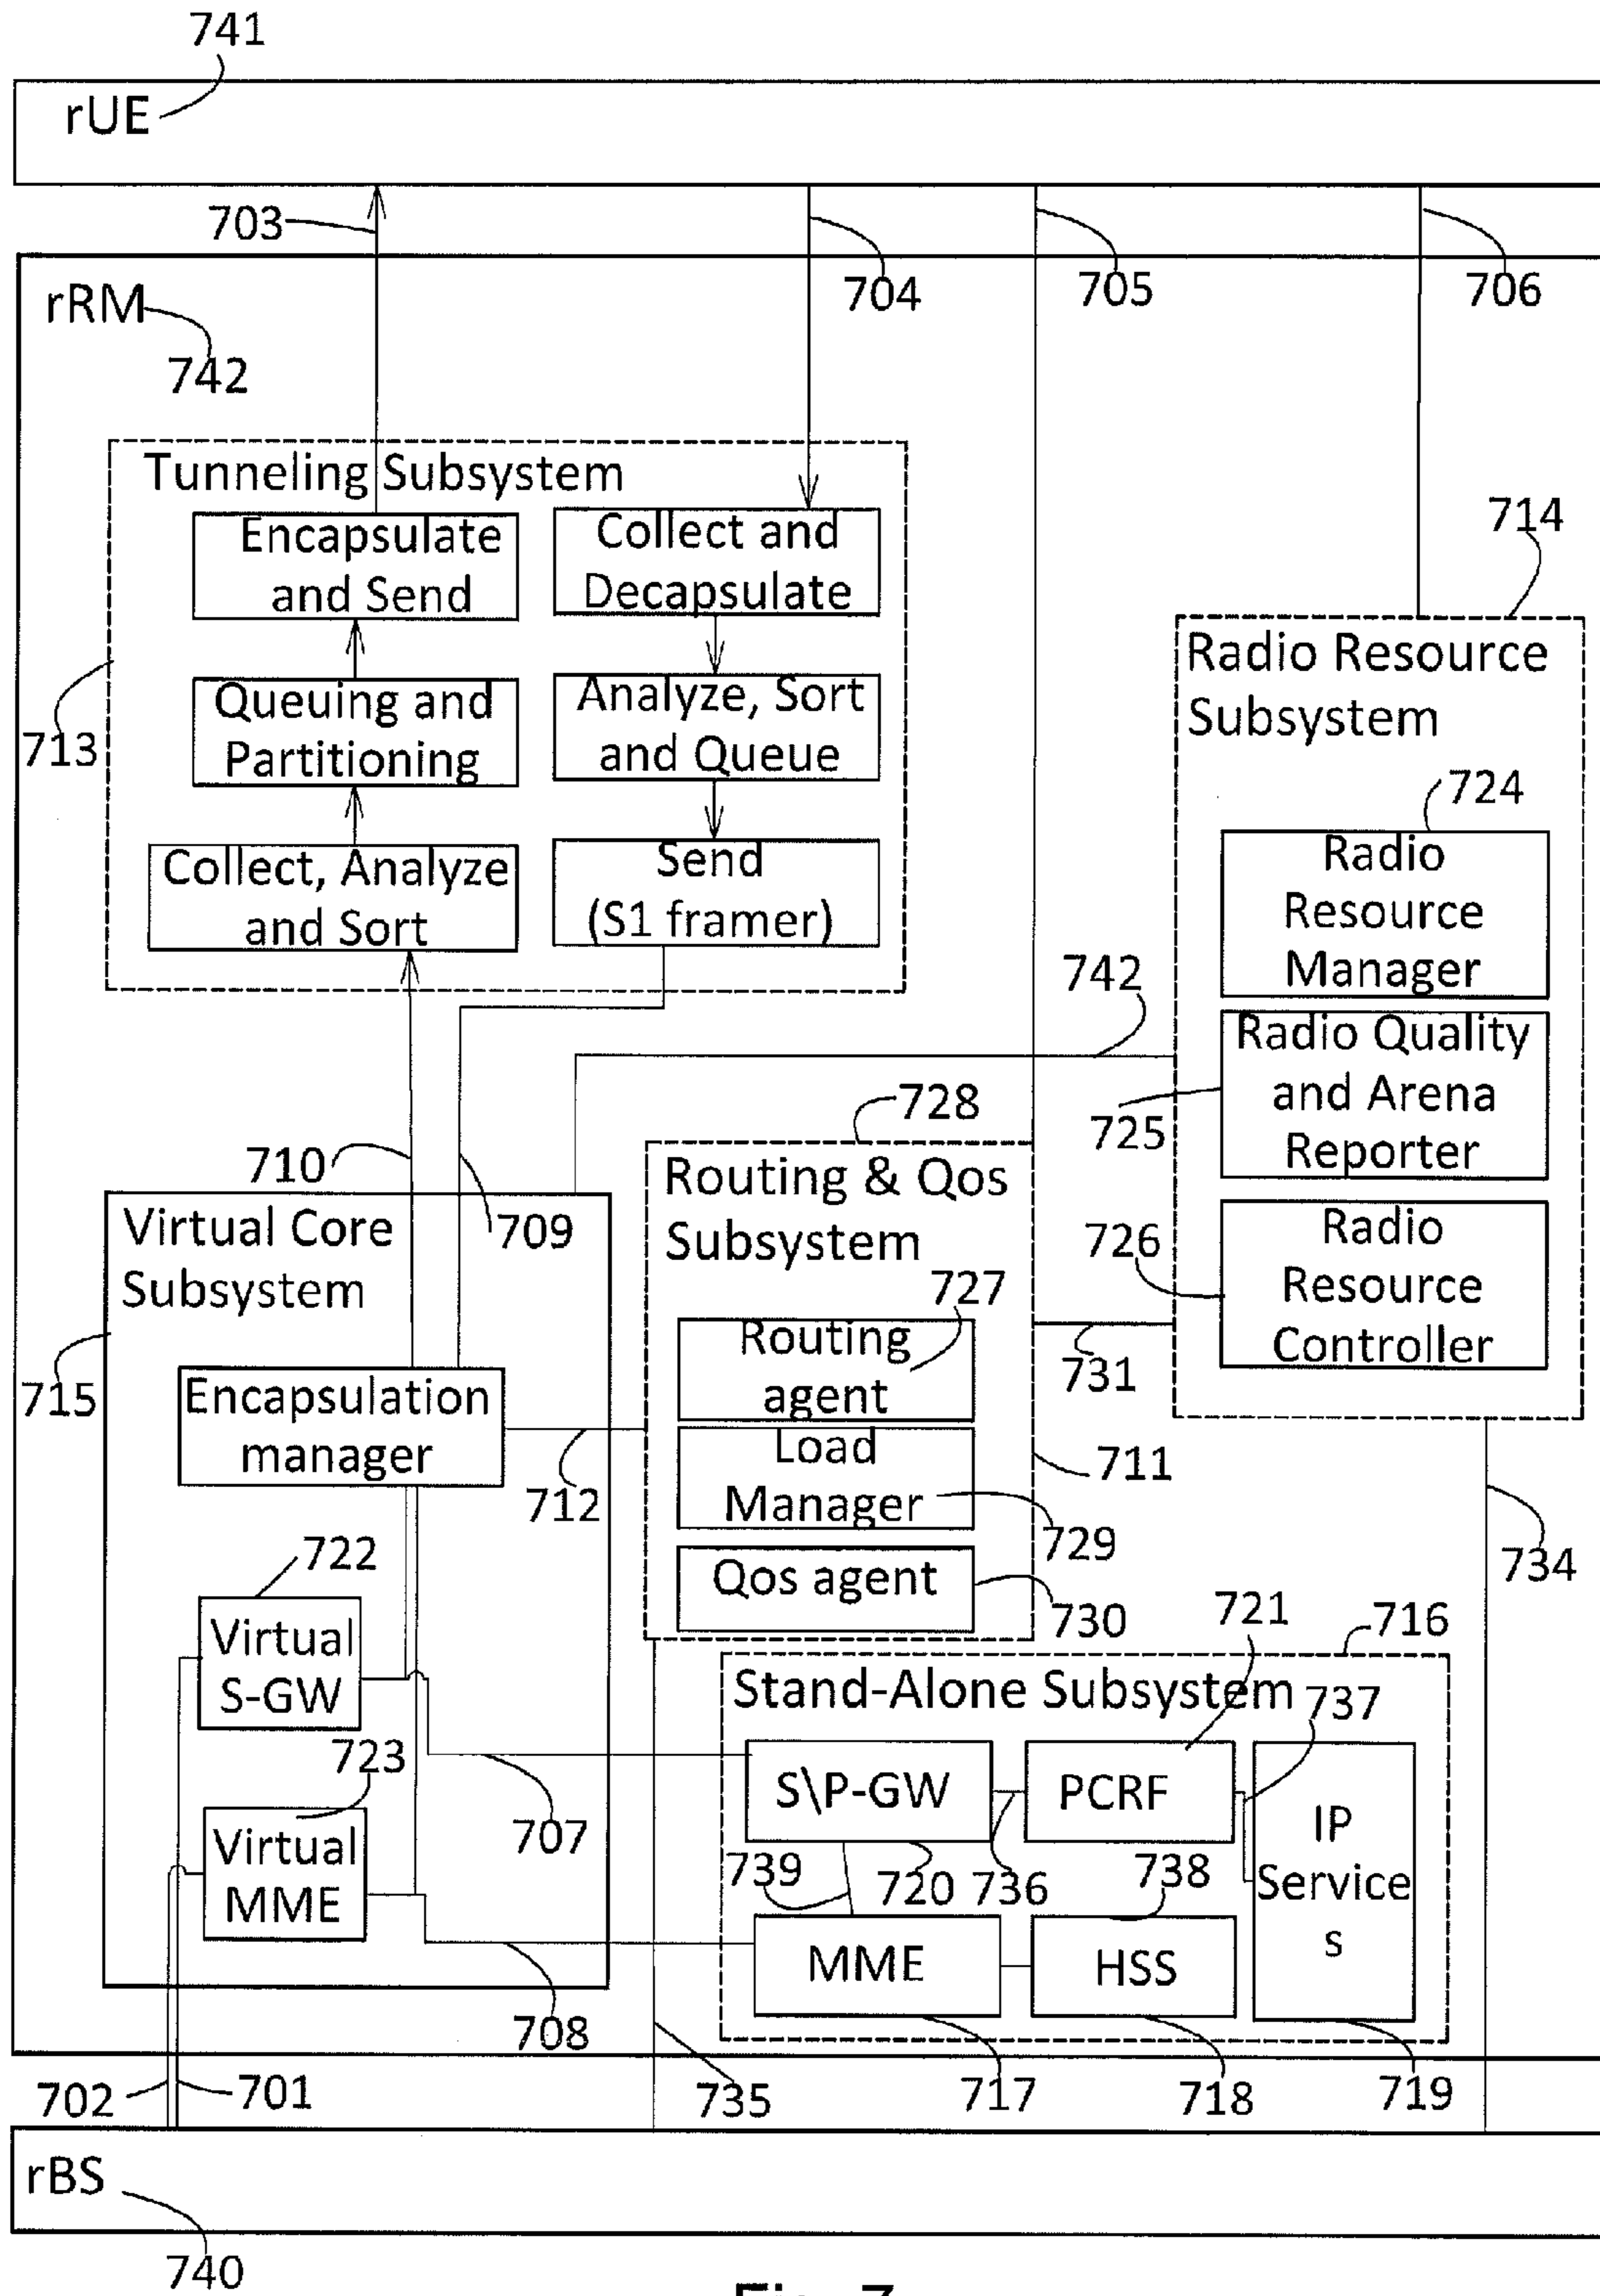 741
rUE
703
704
705
706
rRM
742
Tunneling Subsystem
Encapsulate
and Send
Collect and
Decapsulate
714
Radio Resource
Subsystem
Queuing and
Partitioning
Analyze, Sort
and Queue
713
724
Collect, Analyze
and Sort
Send
(S1 framer)
Radio
Resource
Manager
742
Radio Quality
and Arena
Reporter
725
728
710
709
Virtual Core
Subsystem
Routing & Qos
Subsystem
726
Radio
Resource
Controller
727
Routing
agent
731
715
Encapsulation
manager
Load
Manager
711
712
729
734
722
Qos agent
730
721
716
Virtual
S-GW
Stand-Alone Subsystem
737
723
S\P-GW
PCRF
IP
Service
s
707
Virtual
MME
739
720
736
738
MME
HSS
708
702
701
735
717
718
719
rBS
740